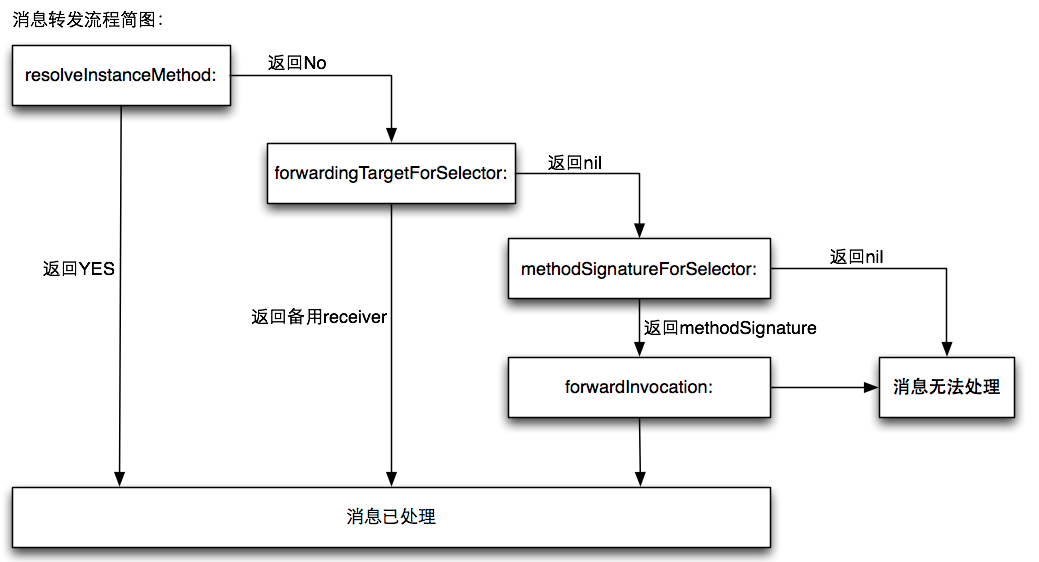 消息转发流程简图：
resolveInstanceMethod:
返回No
forwardingTargetForSelector:
返回nil
methodSignatureForSelector:
返回nil
返回YES
返回备用receiver
返回methodSignature
forwardInvocation:
消息无法处理
消息已处理